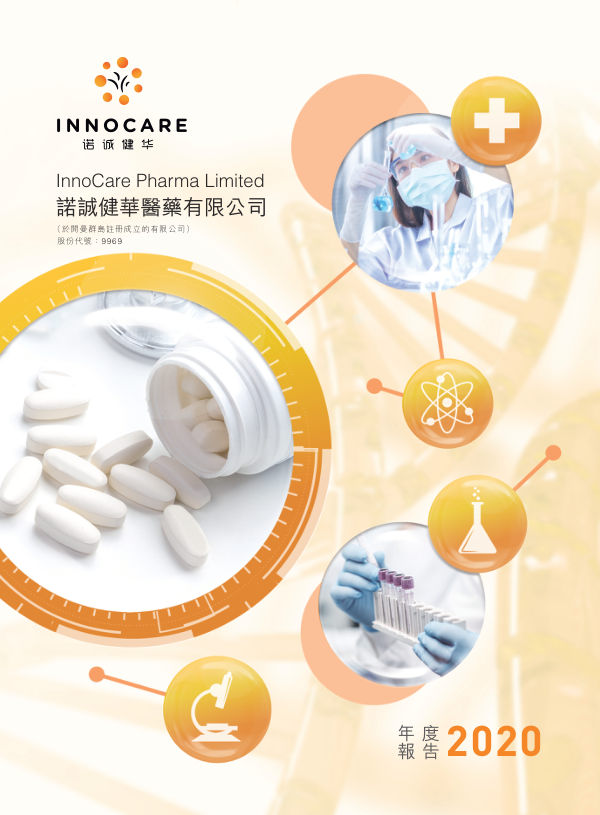 INNOCARE
诺诚健华
InnoCare Pharma Limited
諾誠健華醫藥有限公司
(於開曼群島註冊成立的有限公司)
股份代號：9969
年度
報告 2020